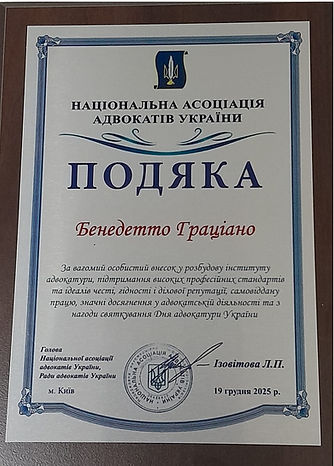 НАЦІОНАЛЬНА АСОЦІАЦІЯ
АДВОКАТІВ УКРАЇНИ
ПОДЯКА
Бенедетто Граціано
За вагомий особистий внесок у розбудову інституту
адвокатури, підтримання високих професійних стандартів
та ідеалів честі, гідності і ділової репутації, самовіддану
працю, значні досягнення у адвокатській діяльності та з
нагоди святкування Дня адвокатури України
Голова
Національної асоціації
адвокатів України,
Ради адвокатів України
Ізовітова Л.П.
м. Київ
19 грудня 2025 р.